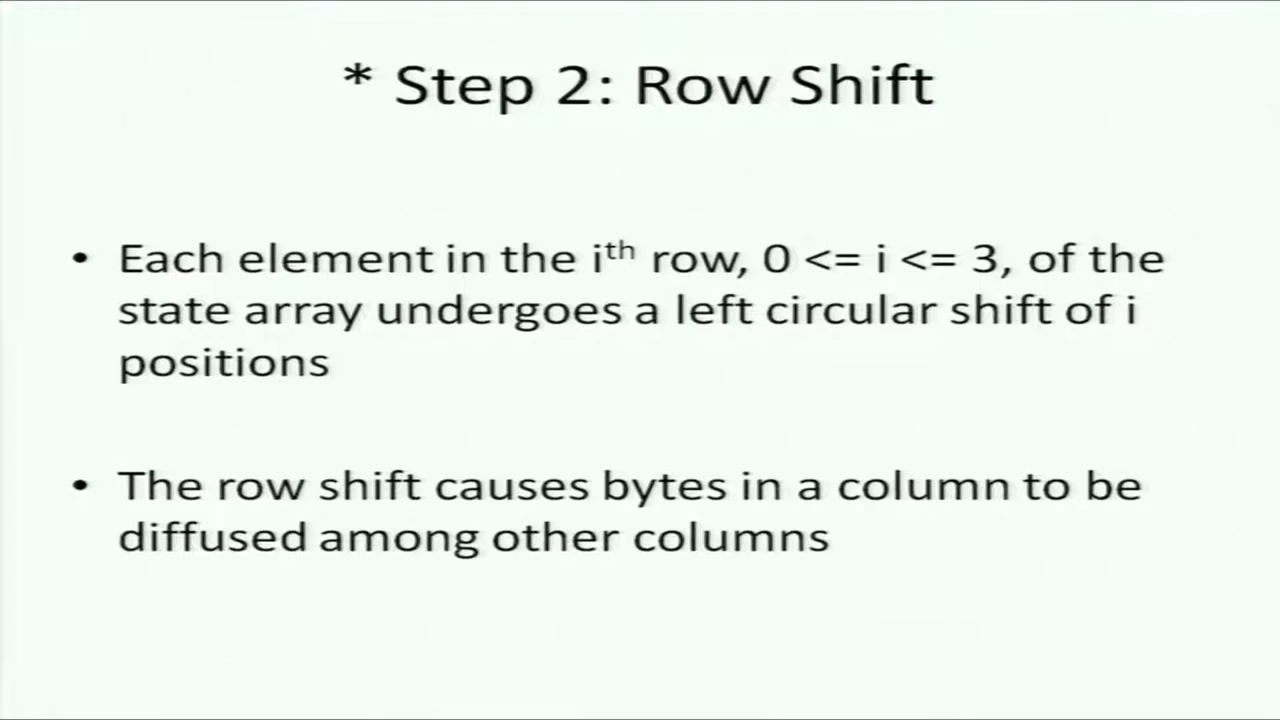 * Step 2: Row Shift
• Each element in the iᵗʰ row, 0 <= i <= 3, of the
state array undergoes a left circular shift of i
positions
• The row shift causes bytes in a column to be
diffused among other columns